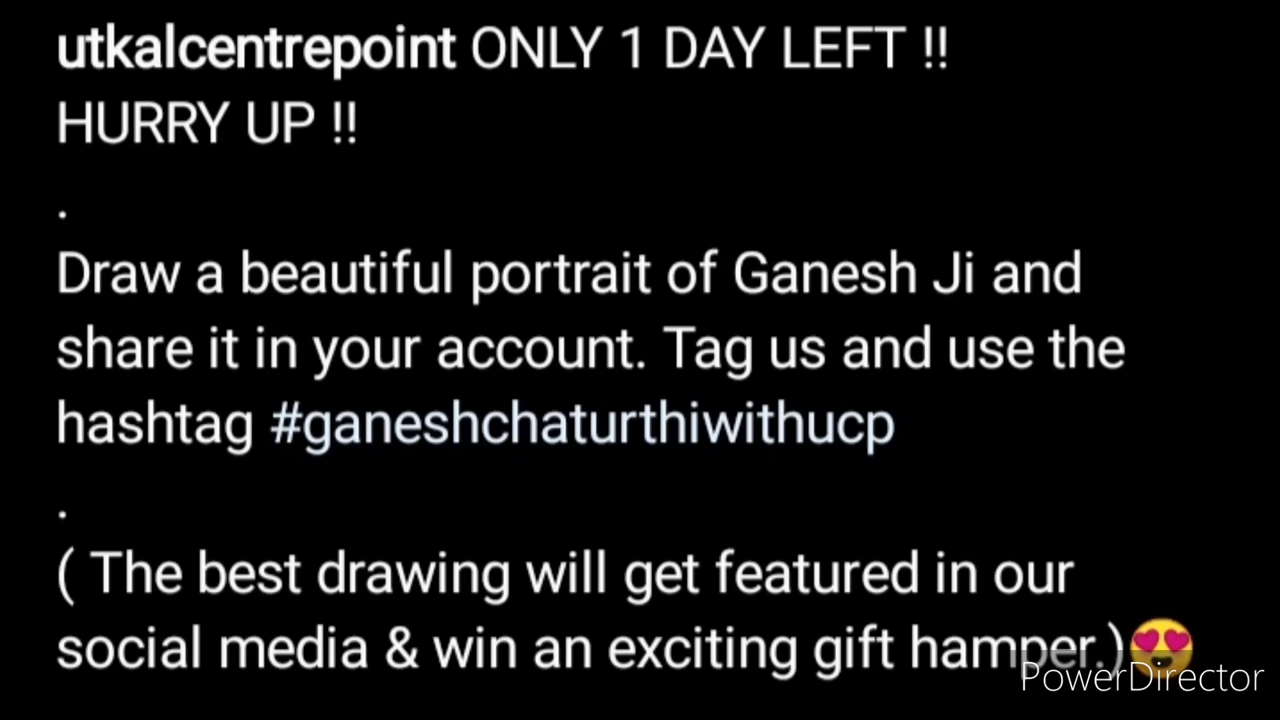 utkalcentrepoint ONLY 1 DAY LEFT !!
HURRY UP !!
.
Draw a beautiful portrait of Ganesh Ji and
share it in your account. Tag us and use the
hashtag #ganeshchaturthiwithucp
.
( The best drawing will get featured in our
social media & win an exciting gift hamper.)😍
PowerDirector